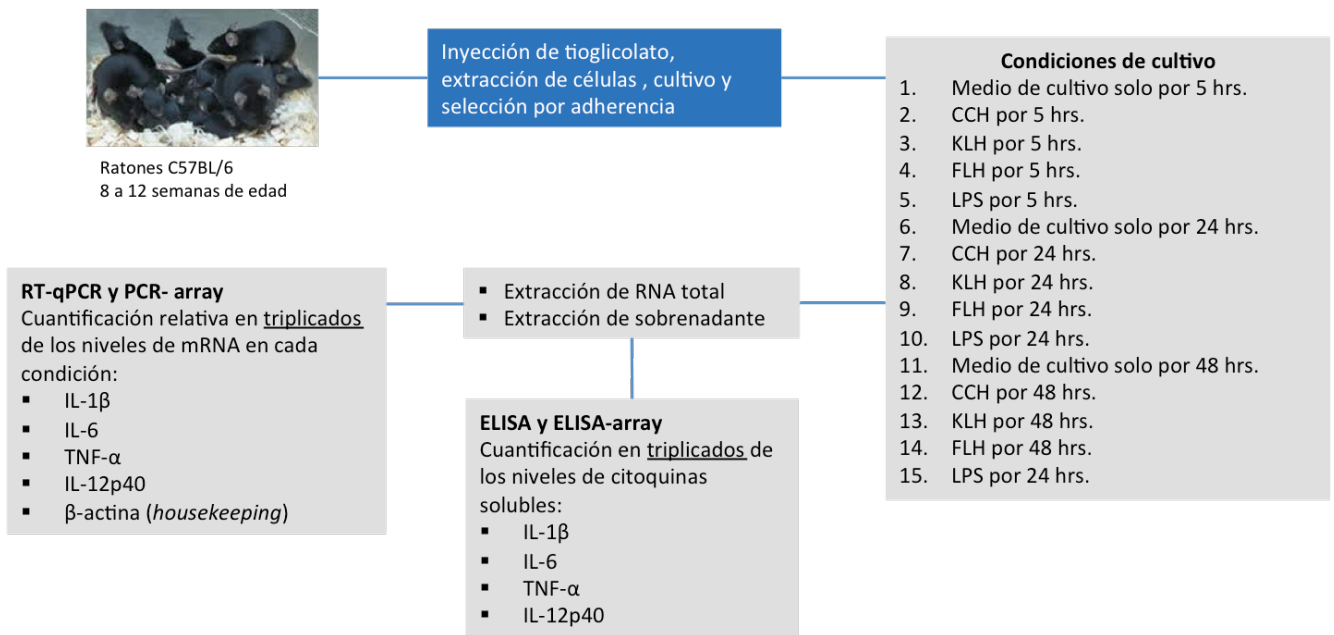 Inyección de tioglicolato,
extracción de células , cultivo y
selección por adherencia
Ratones C57BL/6
8 a 12 semanas de edad
Condiciones de cultivo
1. Medio de cultivo solo por 5 hrs.
2. CCH por 5 hrs.
3. KLH por 5 hrs.
4. FLH por 5 hrs.
5. LPS por 5 hrs.
6. Medio de cultivo solo por 24 hrs.
7. CCH por 24 hrs.
8. KLH por 24 hrs.
9. FLH por 24 hrs.
10. LPS por 24 hrs.
11. Medio de cultivo solo por 48 hrs.
12. CCH por 48 hrs.
13. KLH por 48 hrs.
14. FLH por 48 hrs.
15. LPS por 24 hrs.
▪ Extracción de RNA total
▪ Extracción de sobrenadante
RT-qPCR y PCR- array
Cuantificación relativa en triplicados
de los niveles de mRNA en cada
condición:
▪ IL-1β
▪ IL-6
▪ TNF-α
▪ IL-12p40
▪ β-actina (housekeeping)
ELISA y ELISA-array
Cuantificación en triplicados de
los niveles de citoquinas
solubles:
▪ IL-1β
▪ IL-6
▪ TNF-α
▪ IL-12p40